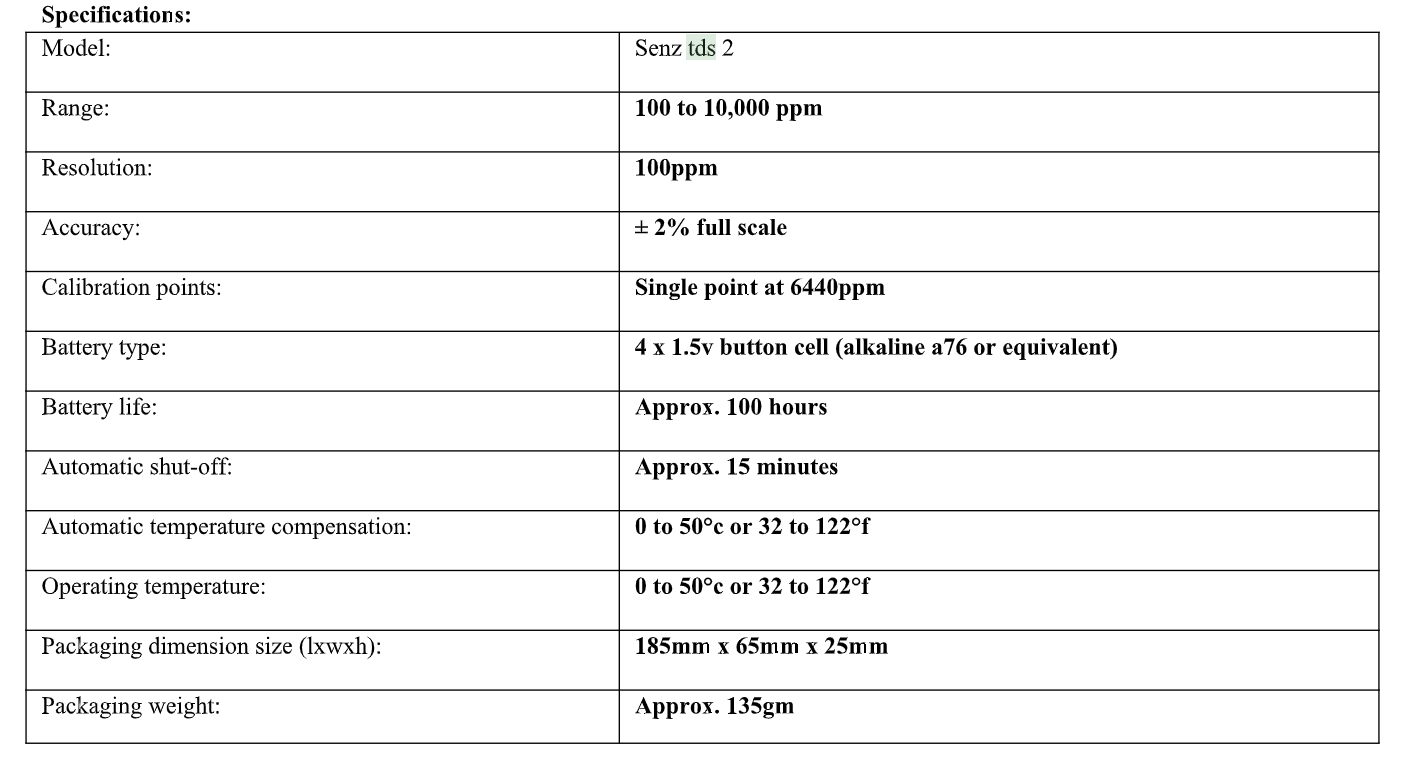 Specifications:
Model: Senz tds 2
Range: 100 to 10,000 ppm
Resolution: 100ppm
Accuracy: ± 2% full scale
Calibration points: Single point at 6440ppm
Battery type: 4 x 1.5v button cell (alkaline a76 or equivalent)
Battery life: Approx. 100 hours
Automatic shut-off: Approx. 15 minutes
Automatic temperature compensation: 0 to 50°c or 32 to 122°f
Operating temperature: 0 to 50°c or 32 to 122°f
Packaging dimension size (lxwxh): 185mm x 65mm x 25mm
Packaging weight: Approx. 135gm